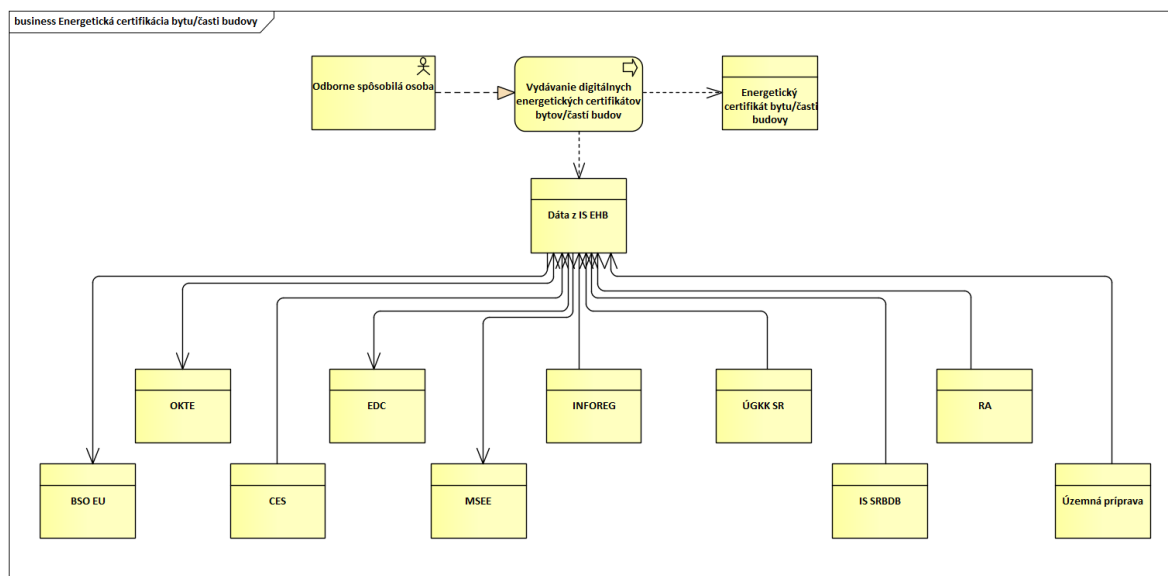 business Energetická certifikácia bytu/časti budovy
Odborne spôsobilá osoba
Vydávanie digitálnych
energetických certifikátov
bytov/častí budov
Energetický
certifikát bytu/časti
budovy
Dáta z IS EHB
OKTE
EDC
INFOREG
ÚGKK SR
RA
BSO EU
CES
MSEE
IS SRBDB
Územná príprava